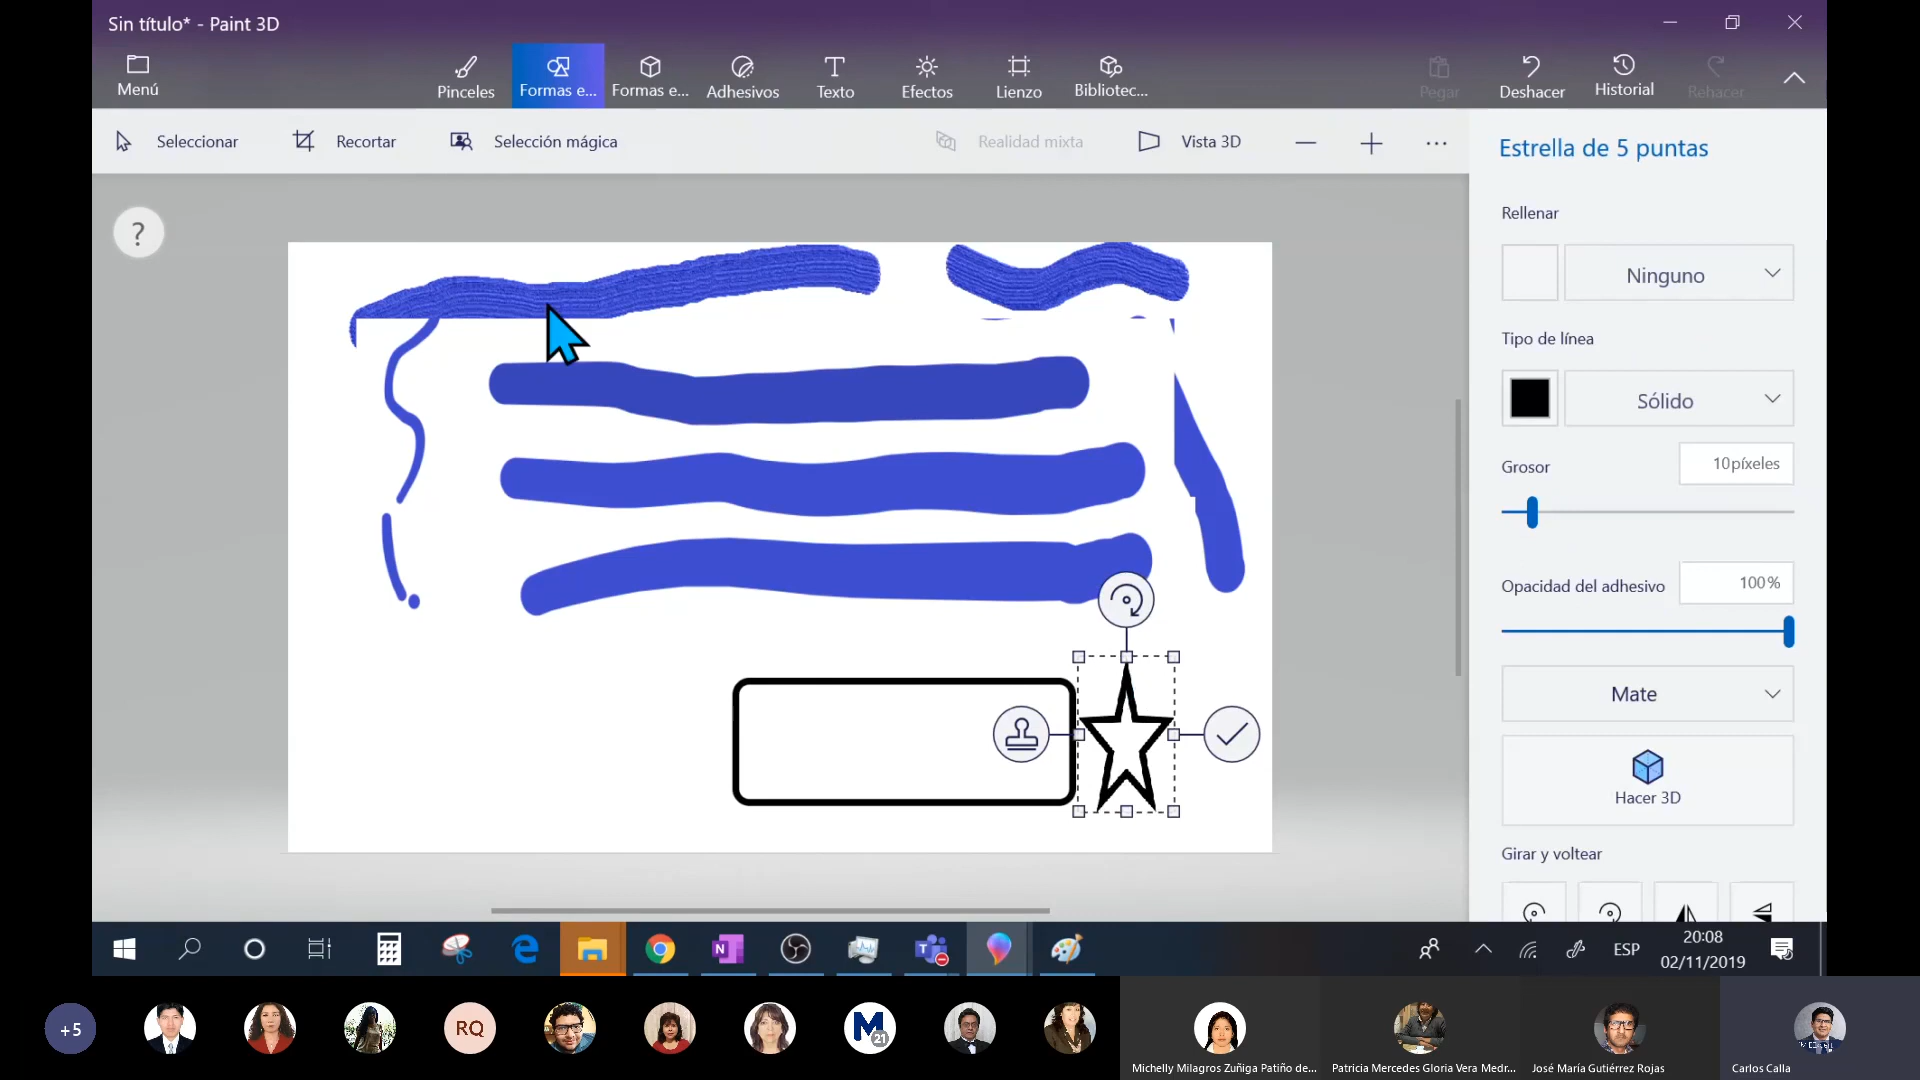 Sin título* - Paint 3D
Menú
Pinceles
Formas e...
Formas e...
Adhesivos
Texto
Efectos
Lienzo
Bibliotec...
Pegar
Deshacer
Historial
Rehacer
Seleccionar
Recortar
Selección mágica
Realidad mixta
Vista 3D
Estrella de 5 puntas
Rellenar
Ninguno
Tipo de línea
Sólido
Grosor
10píxeles
Opacidad del adhesivo
100%
Mate
Hacer 3D
Girar y voltear
ESP
20:08
02/11/2019
+5
RQ
M
21
Michelly Milagros Zuñiga Patiño de...
Patricia Mercedes Gloria Vera Medr...
José María Gutiérrez Rojas
Carlos Calla